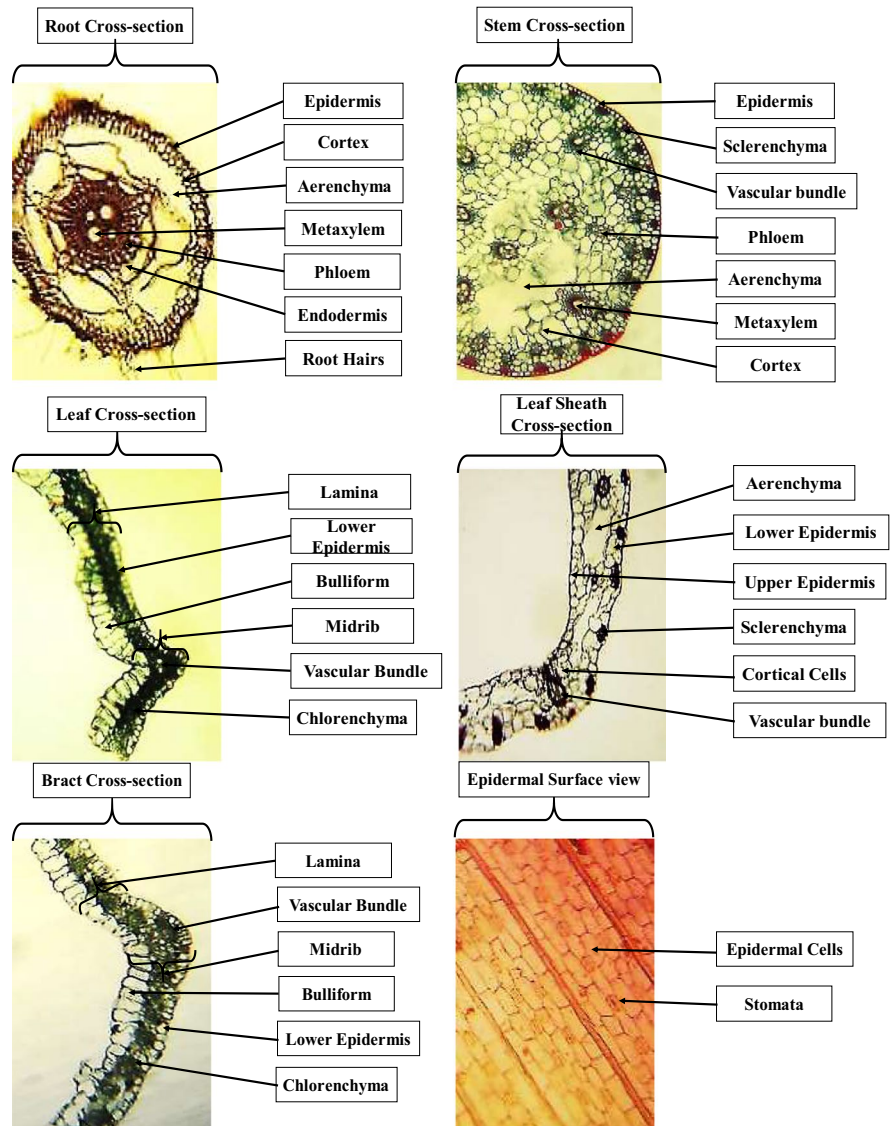 Root Cross-section
Epidermis
Cortex
Aerenchyma
Metaxylem
Phloem
Endodermis
Root Hairs
Stem Cross-section
Epidermis
Sclerenchyma
Vascular bundle
Phloem
Aerenchyma
Metaxylem
Cortex
Leaf Cross-section
Lamina
Lower
Epidermis
Bulliform
Midrib
Vascular Bundle
Chlorenchyma
Leaf Sheath
Cross-section
Aerenchyma
Lower Epidermis
Upper Epidermis
Sclerenchyma
Cortical Cells
Vascular bundle
Bract Cross-section
Lamina
Vascular Bundle
Midrib
Bulliform
Lower Epidermis
Chlorenchyma
Epidermal Surface view
Epidermal Cells
Stomata